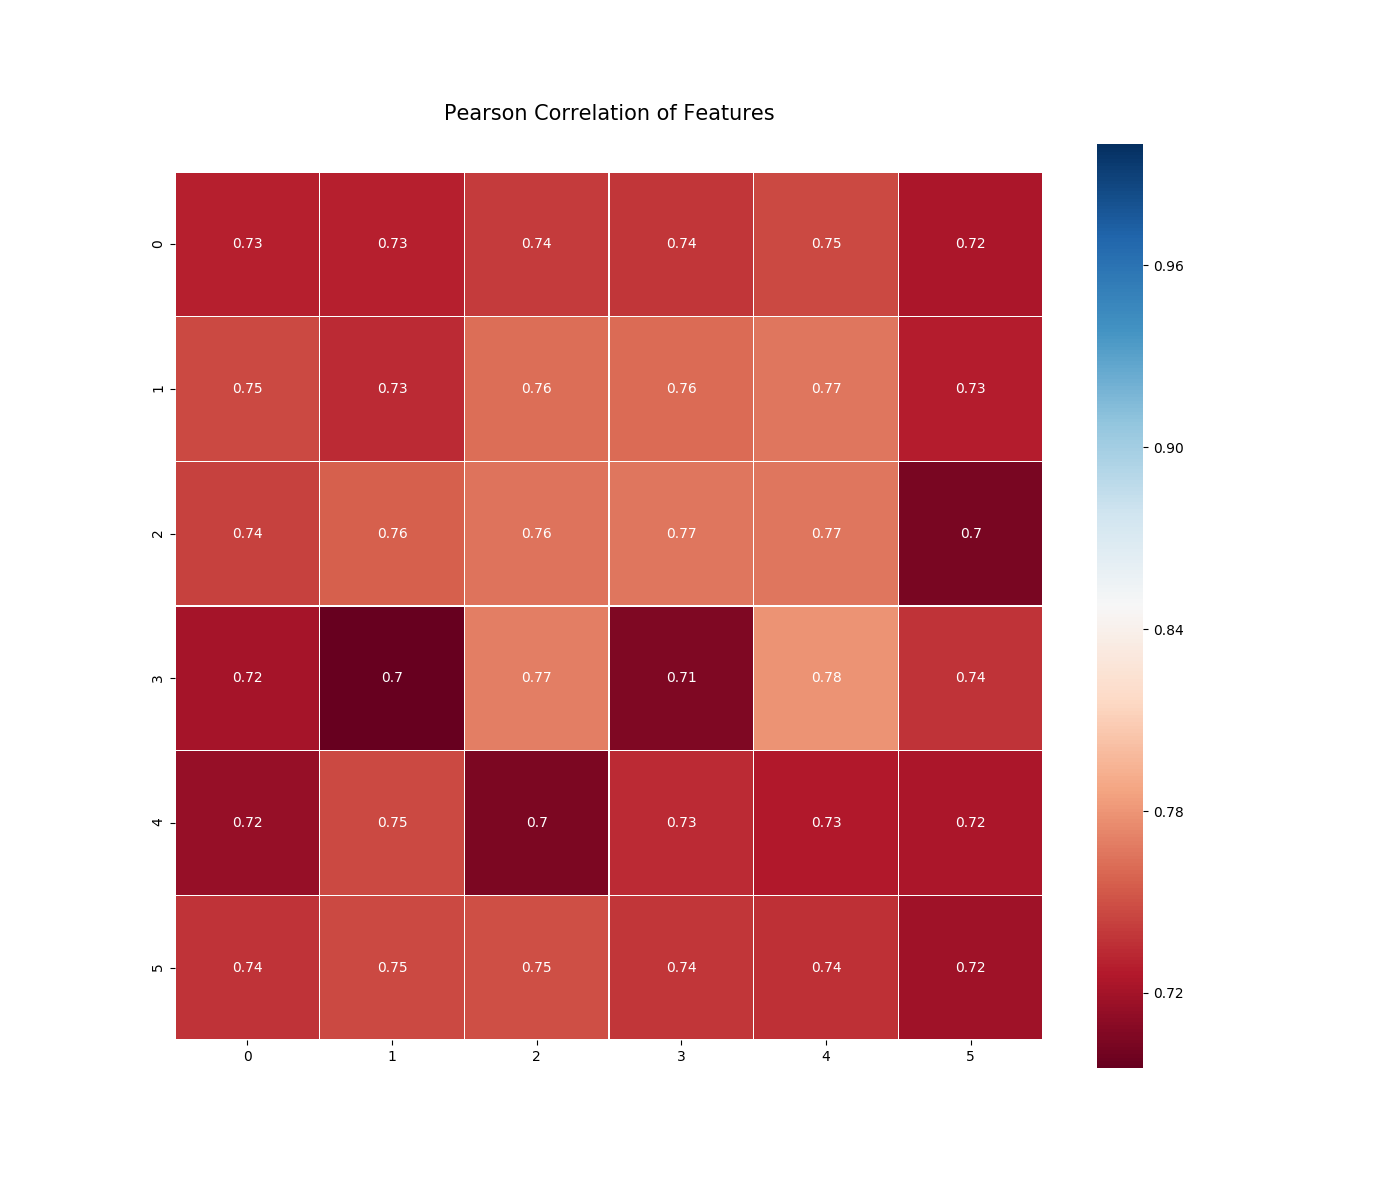 Pearson Correlation of Features
0 0.73 0.73 0.74 0.74 0.75 0.72
1 0.75 0.73 0.76 0.76 0.77 0.73
2 0.74 0.76 0.76 0.77 0.77 0.7
3 0.72 0.7 0.77 0.71 0.78 0.74
4 0.72 0.75 0.7 0.73 0.73 0.72
5 0.74 0.75 0.75 0.74 0.74 0.72
0 1 2 3 4 5
0.96
0.90
0.84
0.78
0.72